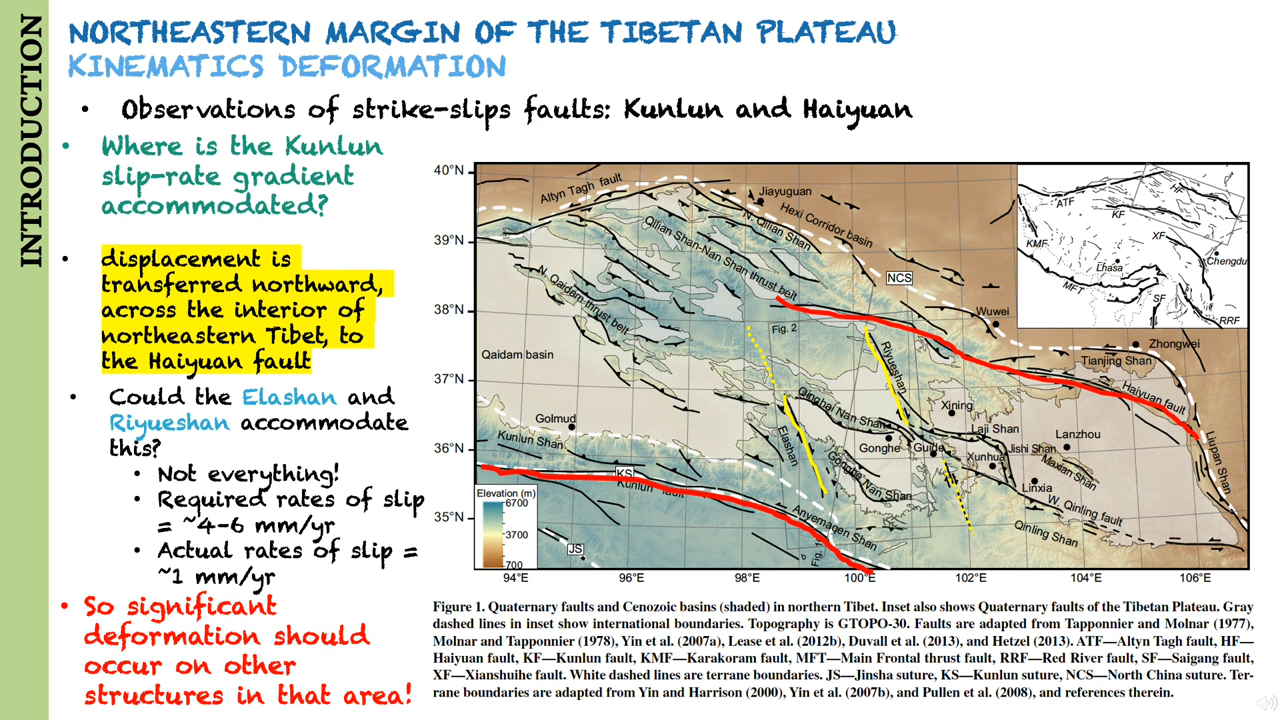 INTRODUCTION
NORTHEASTERN MARGIN OF THE TIBETAN PLATEAU
KINEMATICS DEFORMATION
• Observations of strike-slips faults: Kunlun and Haiyuan
• Where is the Kunlun
slip-rate gradient
accommodated?
• displacement is
transferred northward,
across the interior of
northeastern Tibet, to
the Haiyuan fault
• Could the Elashan and
Riyueshan accommodate
this?
• Not everything!
• Required rates of slip
= ~4-6 mm/yr
• Actual rates of slip =
~1 mm/yr
• So significant
deformation should
occur on other
structures in that area!
40°N
39°N
38°N
37°N
36°N
35°N
94°E
96°E
98°E
100°E
102°E
104°E
106°E
Altyn Tagh fault
Jiayuguan
Hexi Corridor basin
N. Qilian Shan
Qilian Shan-Nan Shan thrust belt
NCS
N. Qaidam thrust belt
Wuwei
Fig. 2
Zhongwei
Tianjing Shan
Qaidam basin
Riyueshan
Haiyuan fault
Qinghai Nan Shan
Xining
Golmud
Laji Shan
Lanzhou
Elashan
Kunlun Shan
Gonghe
Guide
Jishi Shan
Xunhua
Liupan Shan
Maxian Shan
Gonghe Nan Shan
KS
Kunlun fault
Linxia
W. Qinling fault
Anyemaqen Shan
Qinling Shan
JS
Elevation (m)
6700
3700
700
ATF
HF
KF
XF
KMF
Lhasa
Chengdu
MFT
SF
RRF
Figure 1. Quaternary faults and Cenozoic basins (shaded) in northern Tibet. Inset also shows Quaternary faults of the Tibetan Plateau. Gray
dashed lines in inset show international boundaries. Topography is GTOPO-30. Faults are adapted from Tapponnier and Molnar (1977),
Molnar and Tapponnier (1978), Yin et al. (2007a), Lease et al. (2012b), Duvall et al. (2013), and Hetzel (2013). ATF—Altyn Tagh fault, HF—
Haiyuan fault, KF—Kunlun fault, KMF—Karakoram fault, MFT—Main Frontal thrust fault, RRF—Red River fault, SF—Saigang fault,
XF—Xianshuihe fault. White dashed lines are terrane boundaries. JS—Jinsha suture, KS—Kunlun suture, NCS—North China suture. Ter-
rane boundaries are adapted from Yin and Harrison (2000), Yin et al. (2007b), and Pullen et al. (2008), and references therein.